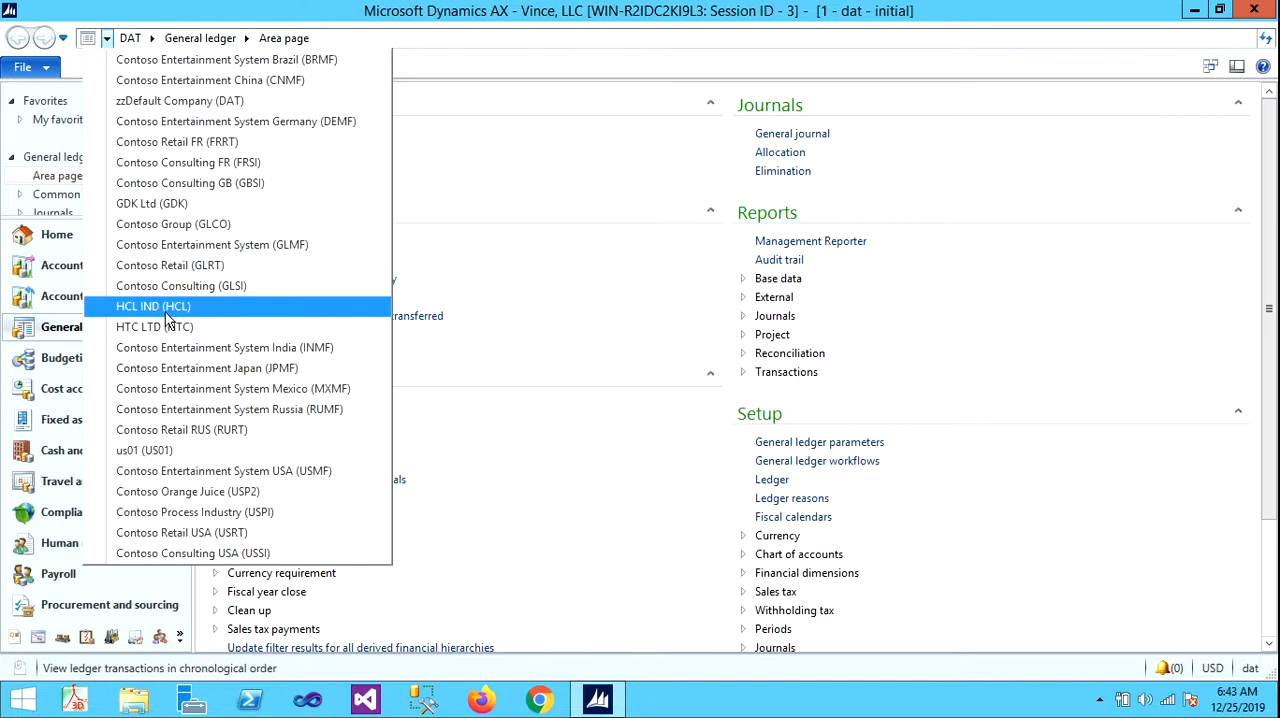 Microsoft Dynamics AX - Vince, LLC [WIN-R2IDC2KI9L3: Session ID - 3] - [1 - dat - initial]
DAT
General ledger
Area page
File
Favorites
My favorit
General ledg
Area page
Common
Journals
Home
Account
Account
General
Budgeti
Cost acc
Fixed as
Cash and
Travel a
Complia
Human
Payroll
Procurement and sourcing
Contoso Entertainment System Brazil (BRMF)
Contoso Entertainment China (CNMF)
zzDefault Company (DAT)
Contoso Entertainment System Germany (DEMF)
Contoso Retail FR (FRRT)
Contoso Consulting FR (FRSI)
Contoso Consulting GB (GBSI)
GDK Ltd (GDK)
Contoso Group (GLCO)
Contoso Entertainment System (GLMF)
Contoso Retail (GLRT)
Contoso Consulting (GLSI)
HCL IND (HCL)
HTC LTD (HTC)
Contoso Entertainment System India (INMF)
Contoso Entertainment Japan (JPMF)
Contoso Entertainment System Mexico (MXMF)
Contoso Entertainment System Russia (RUMF)
Contoso Retail RUS (RURT)
us01 (US01)
Contoso Entertainment System USA (USMF)
Contoso Orange Juice (USP2)
Contoso Process Industry (USPI)
Contoso Retail USA (USRT)
Contoso Consulting USA (USSI)
y
ransferred
als
Currency requirement
Fiscal year close
Clean up
Sales tax payments
Update filter results for all derived financial hierarchies
Journals
General journal
Allocation
Elimination
Reports
Management Reporter
Audit trail
Base data
External
Journals
Project
Reconciliation
Transactions
Setup
General ledger parameters
General ledger workflows
Ledger
Ledger reasons
Fiscal calendars
Currency
Chart of accounts
Financial dimensions
Sales tax
Withholding tax
Periods
Journals
View ledger transactions in chronological order
(0)
USD
dat
6:43 AM
12/25/2019